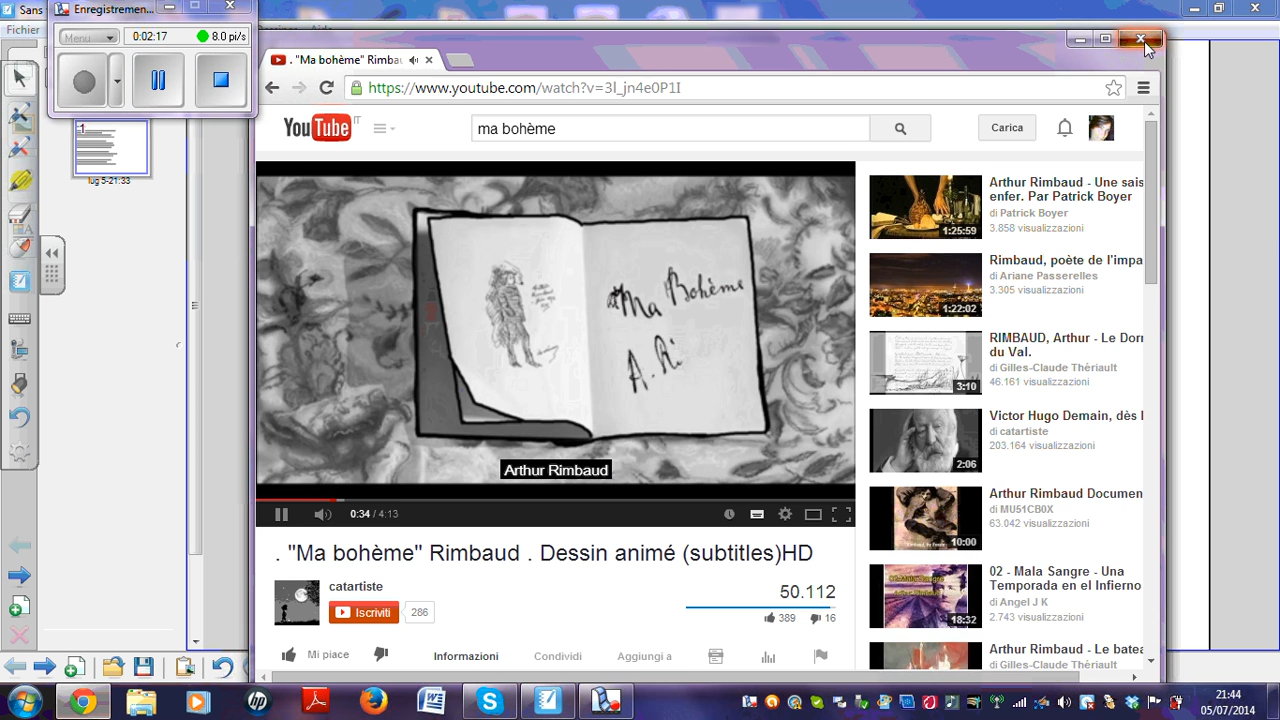 Sans
Enregistremen...
Fichier
Menu
0:02:17
8.0 pi/s
1
lug 5-21:33
. "Ma bohème" Rimbau
https://www.youtube.com/watch?v=3l_jn4e0P1I
YouTube IT
ma bohème
Carica
Ma Bohème
A. Ri
Arthur Rimbaud
0:34 / 4:13
. "Ma bohème" Rimbaud . Dessin animé (subtitles)HD
catartiste
Iscriviti
286
50.112
389
16
Mi piace
Informazioni
Condividi
Aggiungi a
1:25:59
Arthur Rimbaud - Une sais
enfer. Par Patrick Boyer
di Patrick Boyer
3.858 visualizzazioni
1:22:02
Rimbaud, poète de l'impa
di Ariane Passerelles
3.305 visualizzazioni
3:10
RIMBAUD, Arthur - Le Dorm
du Val.
di Gilles-Claude Thériault
46.161 visualizzazioni
2:06
Victor Hugo Demain, dès l
di catartiste
203.164 visualizzazioni
10:00
Arthur Rimbaud Documen
di MU51CB0X
63.042 visualizzazioni
18:32
02 - Mala Sangre - Una
Temporada en el Infierno
di Angel J K
2.743 visualizzazioni
Arthur Rimbaud - Le batea
di Gilles-Claude Thériault
hp
21:44
05/07/2014